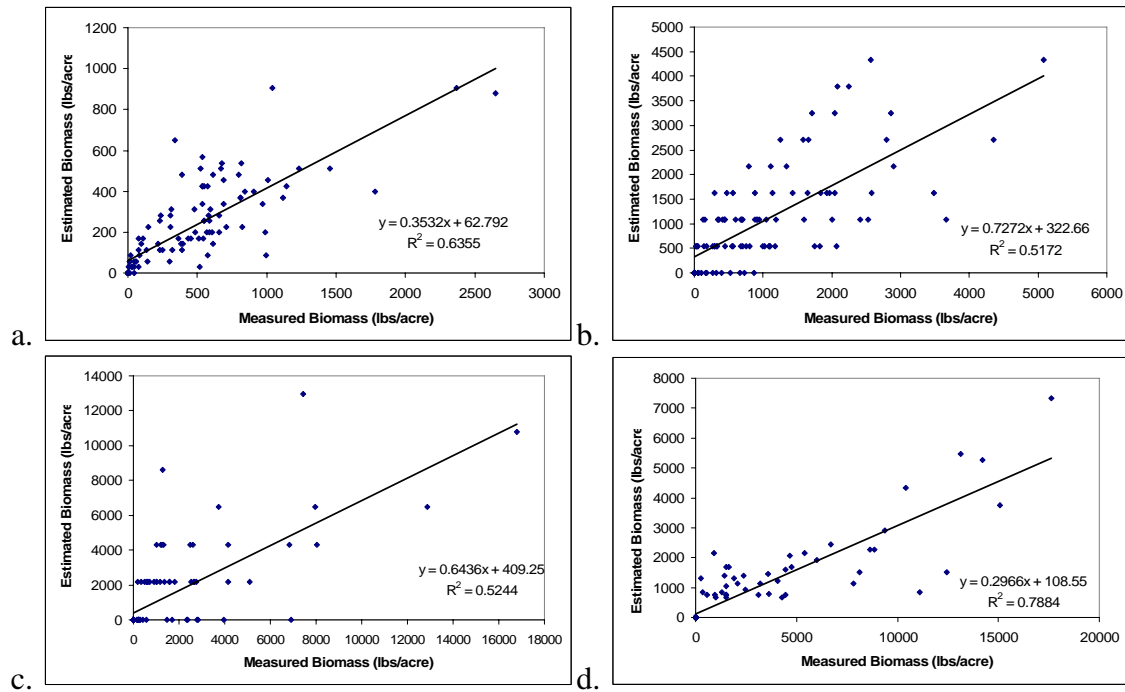 1200
1000
800
600
400
200
0
Estimated Biomass (lbs/acre
y = 0.3532x + 62.792
R² = 0.6355
0 500 1000 1500 2000 2500 3000
Measured Biomass (lbs/acre)
a.
5000
4500
4000
3500
3000
2500
2000
1500
1000
500
0
Estimated Biomass (lbs/acre)
y = 0.7272x + 322.66
R² = 0.5172
0 1000 2000 3000 4000 5000 6000
Measured Biomass (lbs/acre)
b.
14000
12000
10000
8000
6000
4000
2000
0
Estimated Biomass (lbs/acre)
y = 0.6436x + 409.25
R² = 0.5244
0 2000 4000 6000 8000 10000 12000 14000 16000 18000
Measured Biomass (lbs/acre)
c.
8000
7000
6000
5000
4000
3000
2000
1000
0
Estimated Biomass (lbs/acre
y = 0.2966x + 108.55
R² = 0.7884
0 5000 10000 15000 20000
Measured Biomass (lbs/acre)
d.